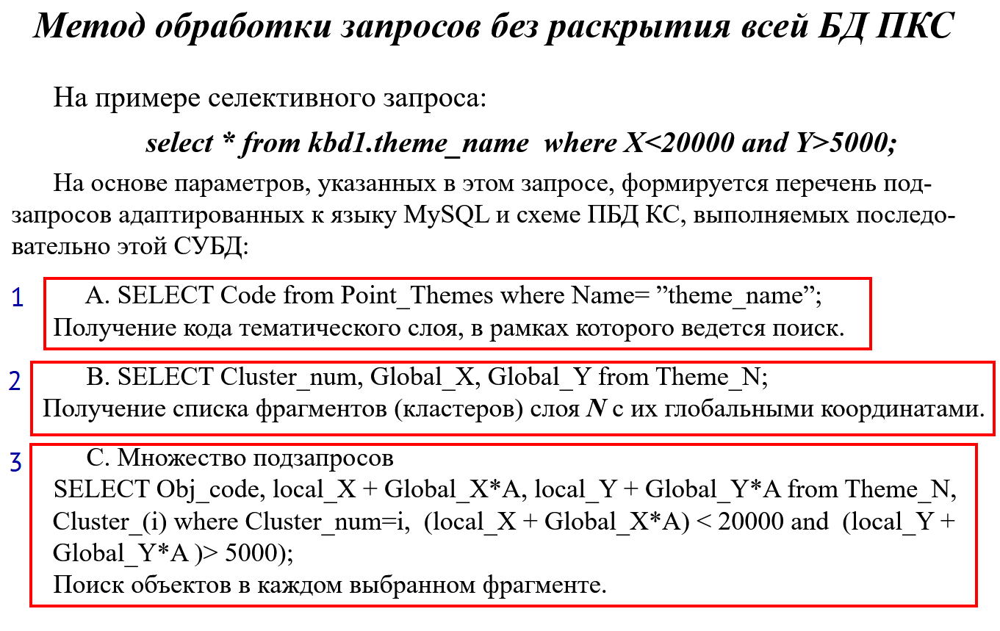 Метод обработки запросов без раскрытия всей БД ПКС
На примере селективного запроса:
select * from kbd1.theme_name where X<20000 and Y>5000;
На основе параметров, указанных в этом запросе, формируется перечень под-
запросов адаптированных к языку MySQL и схеме ПБД КС, выполняемых последо-
вательно этой СУБД:
1 A. SELECT Code from Point_Themes where Name= ”theme_name”;
Получение кода тематического слоя, в рамках которого ведется поиск.
2 B. SELECT Cluster_num, Global_X, Global_Y from Theme_N;
Получение списка фрагментов (кластеров) слоя N с их глобальными координатами.
3 C. Множество подзапросов
SELECT Obj_code, local_X + Global_X*A, local_Y + Global_Y*A from Theme_N,
Cluster_(i) where Cluster_num=i, (local_X + Global_X*A) < 20000 and (local_Y +
Global_Y*A )> 5000);
Поиск объектов в каждом выбранном фрагменте.